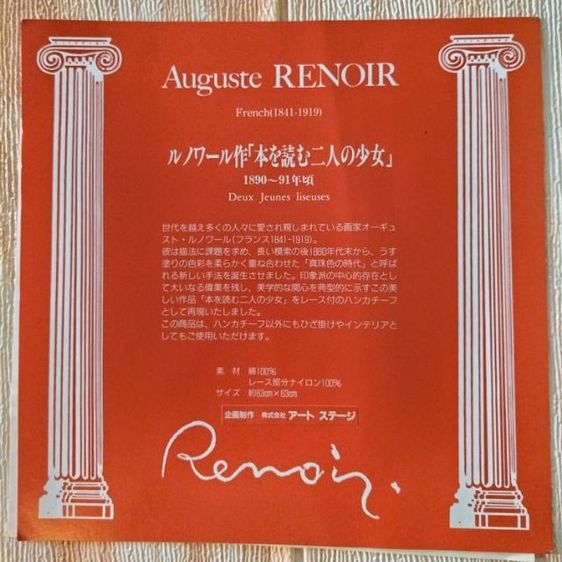 Auguste RENOIR
French(1841-1919)
ルノワール作「本を読む二人の少女」
1890～91年頃
Deux Jeunes liseuses
世代を越え多くの人々に愛され親しまれている画家オーギュ
スト・ルノワール(フランス1841-1919)。
彼は描法に課題を求め、長い模索の後1880年代末から、うす
塗りの色彩を柔らかく重ね合わせた「真珠色の時代」と呼ば
れる新しい手法を誕生させました。印象派の中心的存在とし
て大いなる偉業を残し、美学的な関心を典型的に示すこの美
しい作品「本を読む二人の少女」をレース付のハンカチーフ
として再現いたしました。
この商品は、ハンカチーフ以外にもひざ掛けやインテリアと
してもご使用いただけます。
素 材 綿100%
レース部分ナイロン100%
サイズ 約63cm×63cm
企画制作 株式会社 アート ステージ
Renoir.